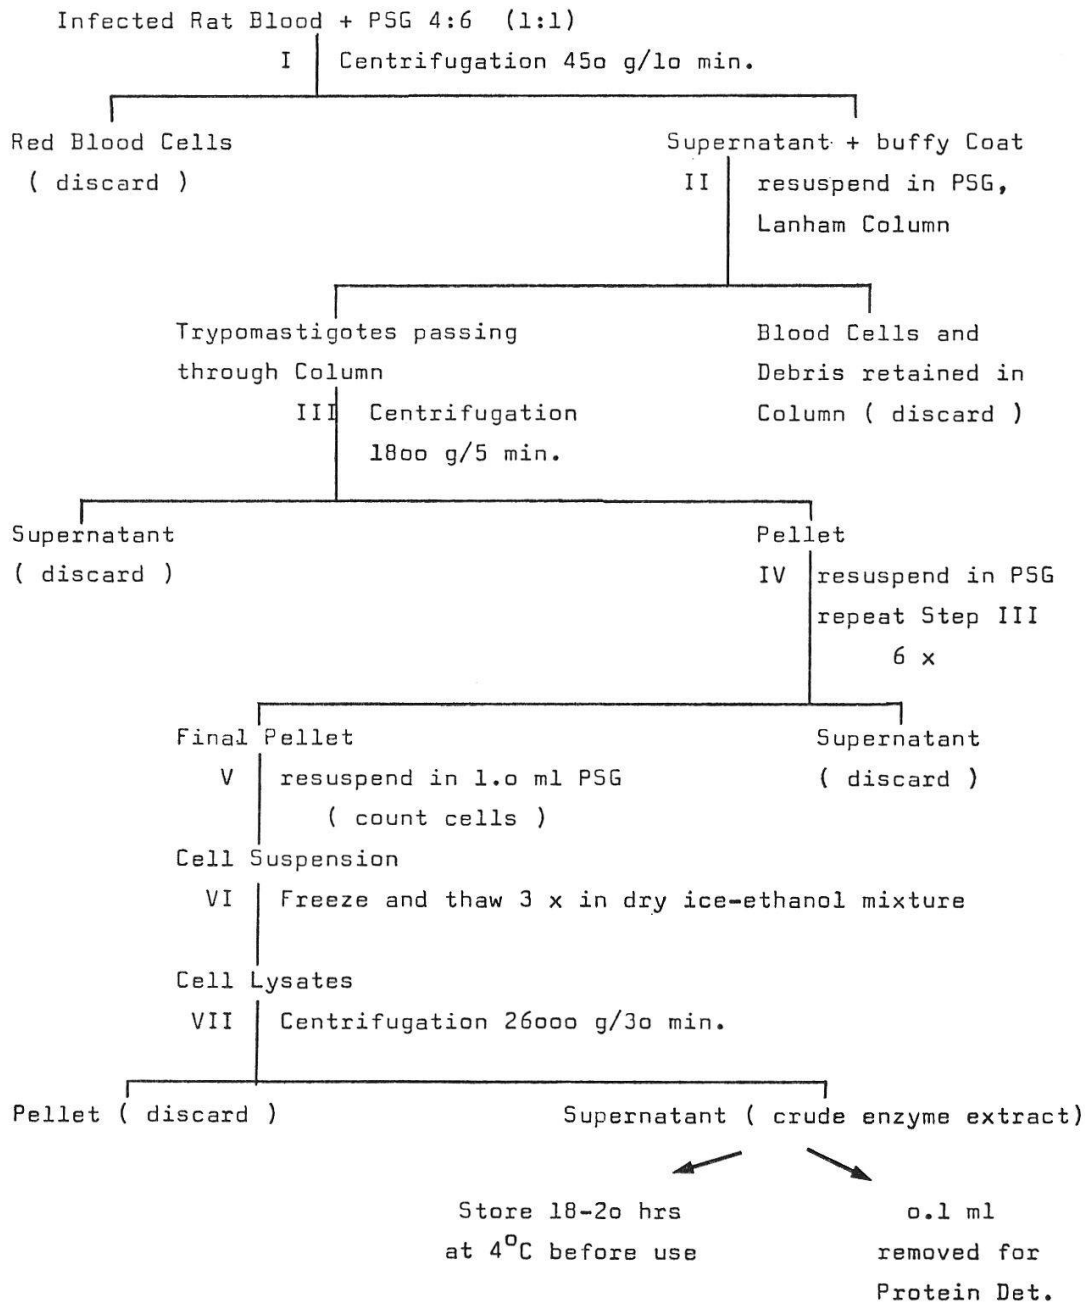 Infected Rat Blood + PSG 4:6 (1:1)
I Centrifugation 45o g/1o min.
Red Blood Cells
( discard )
Supernatant + buffy Coat
II resuspend in PSG,
Lanham Column
Trypomastigotes passing
through Column
III Centrifugation
18oo g/5 min.
Blood Cells and
Debris retained in
Column ( discard )
Supernatant
( discard )
Pellet
IV resuspend in PSG
repeat Step III
6 x
Final Pellet
V resuspend in 1.o ml PSG
( count cells )
Supernatant
( discard )
Cell Suspension
VI Freeze and thaw 3 x in dry ice-ethanol mixture
Cell Lysates
VII Centrifugation 26ooo g/3o min.
Pellet ( discard )
Supernatant ( crude enzyme extract)
Store 18-2o hrs
at 4°C before use
o.1 ml
removed for
Protein Det.